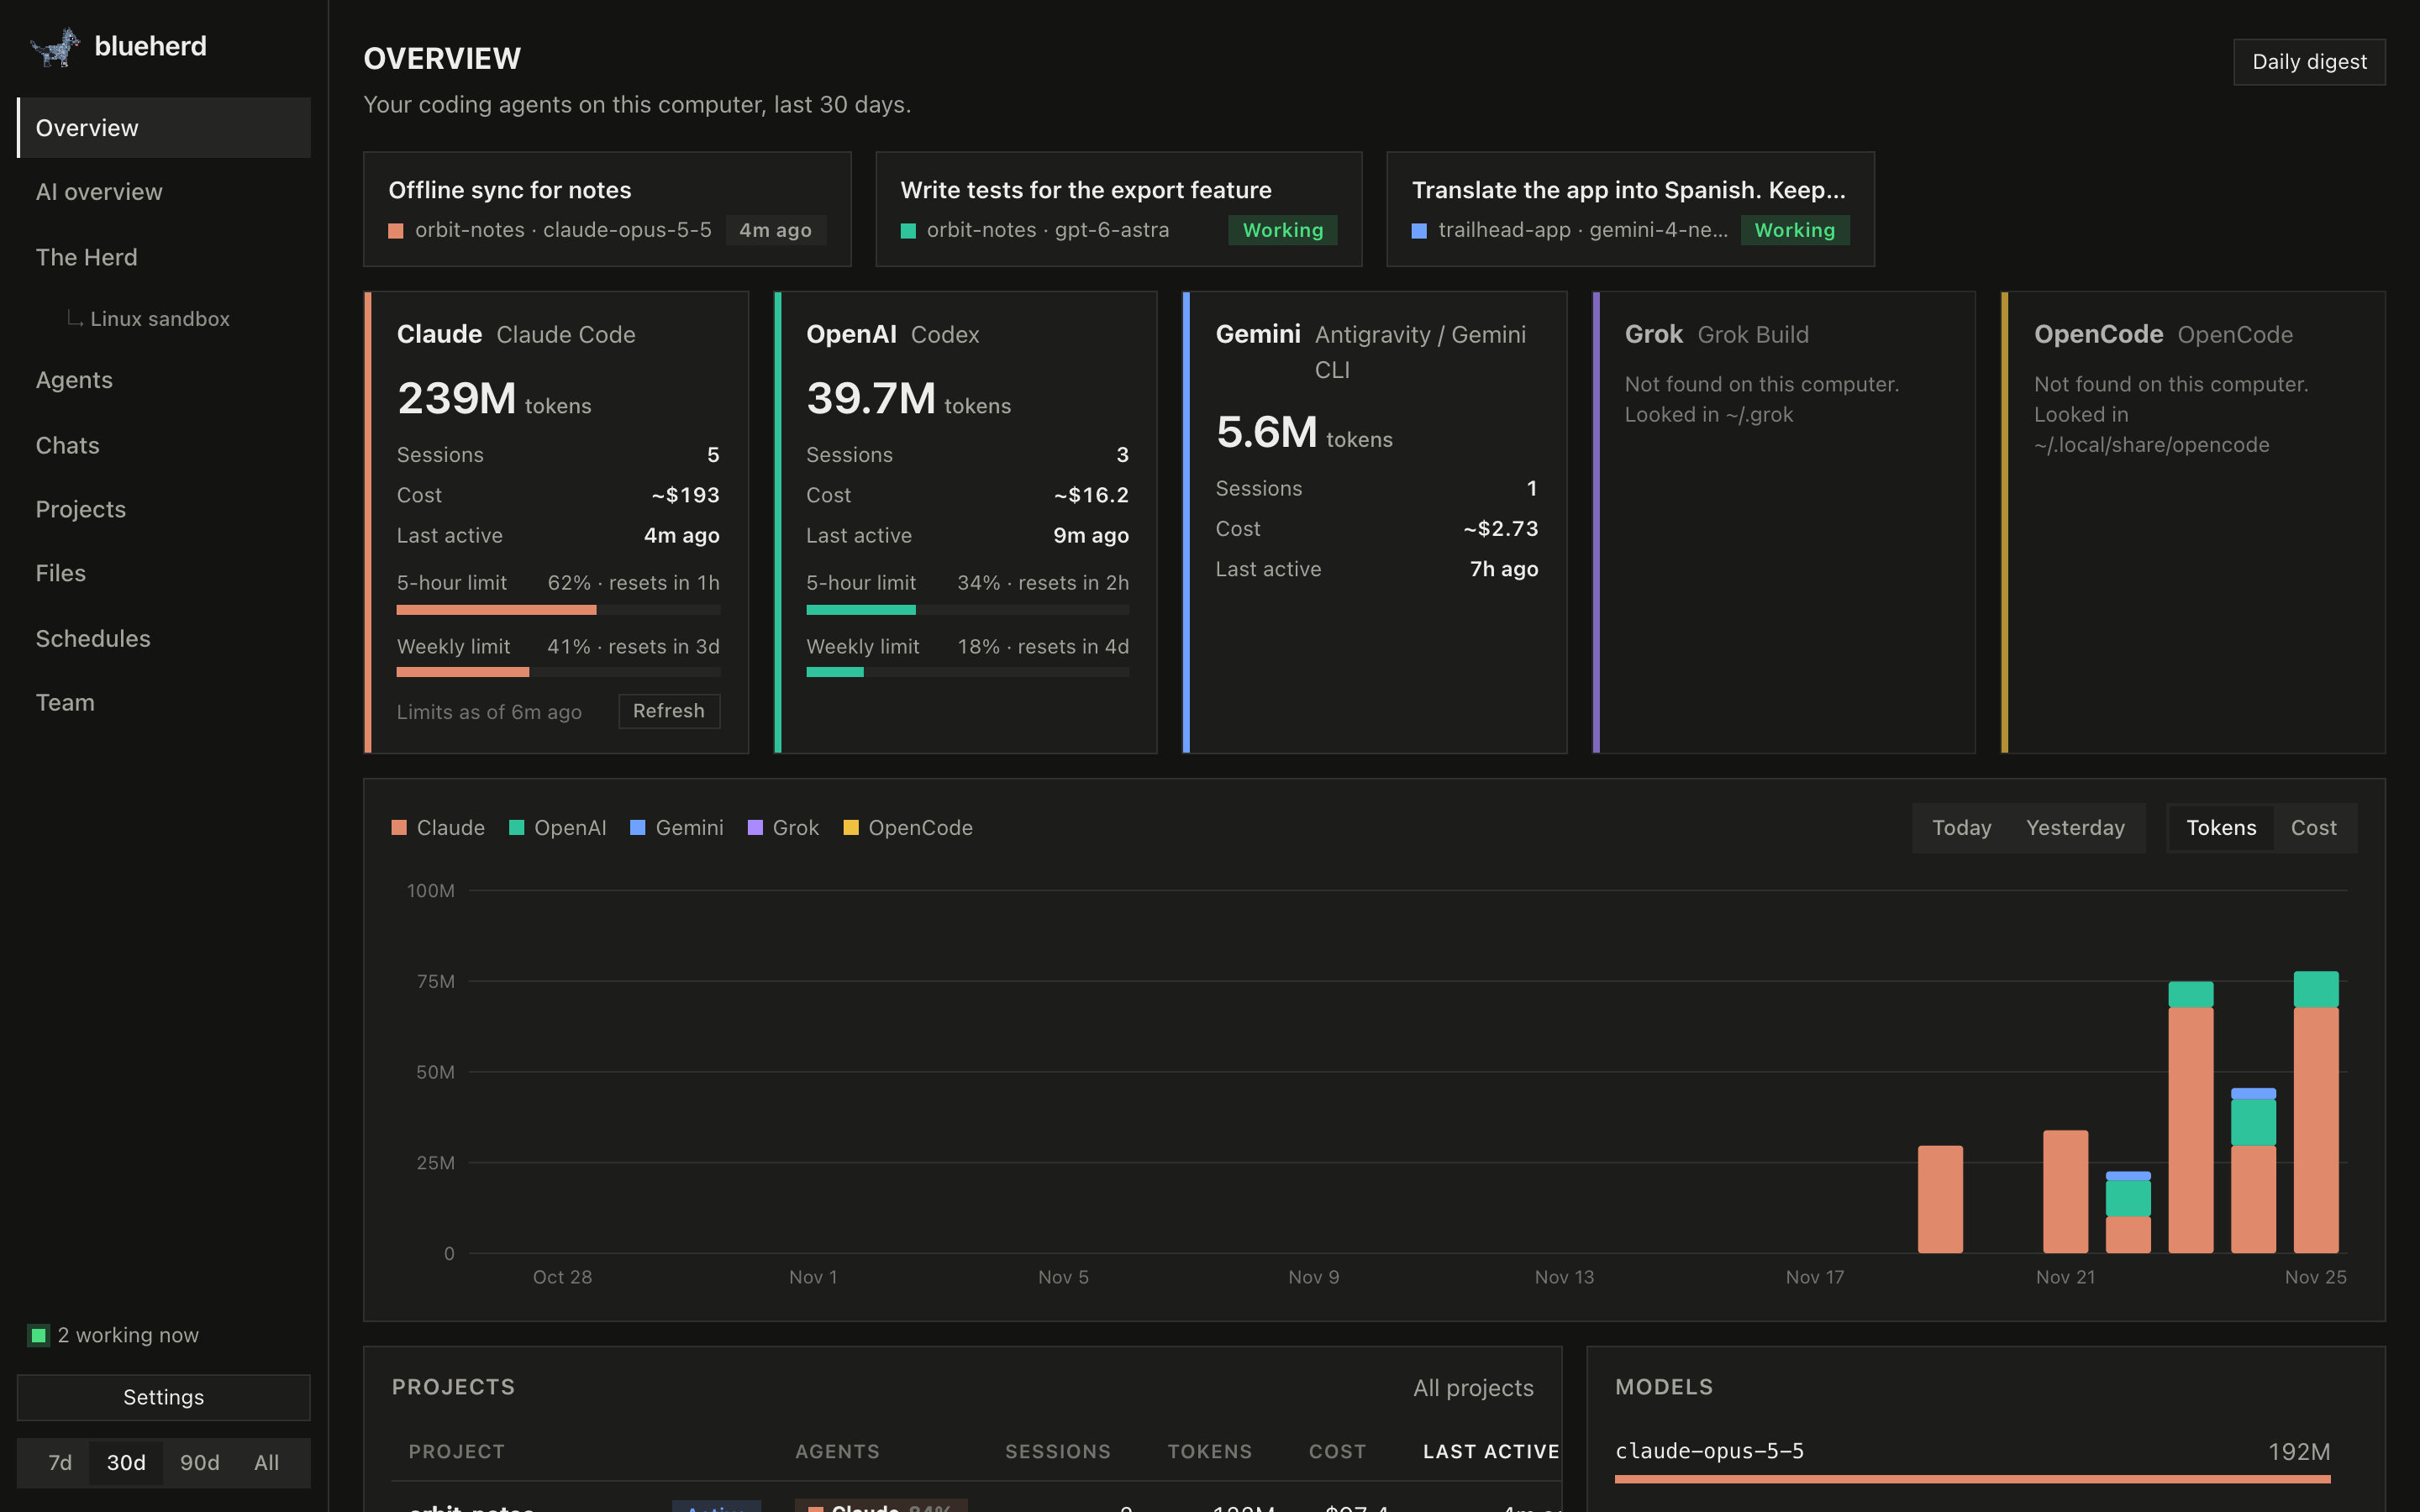 blueherd
Overview
AI overview
The Herd
Linux sandbox
Agents
Chats
Projects
Files
Schedules
Team
2 working now
Settings
7d 30d 90d All
OVERVIEW
Your coding agents on this computer, last 30 days.
Daily digest
Offline sync for notes
orbit-notes · claude-opus-5-5 4m ago
Write tests for the export feature
orbit-notes · gpt-6-astra Working
Translate the app into Spanish. Keep...
trailhead-app · gemini-4-ne... Working
Claude Claude Code
239M tokens
Sessions 5
Cost ~$193
Last active 4m ago
5-hour limit 62% · resets in 1h
Weekly limit 41% · resets in 3d
Limits as of 6m ago Refresh
OpenAI Codex
39.7M tokens
Sessions 3
Cost ~$16.2
Last active 9m ago
5-hour limit 34% · resets in 2h
Weekly limit 18% · resets in 4d
Gemini Antigravity / Gemini
CLI
5.6M tokens
Sessions 1
Cost ~$2.73
Last active 7h ago
Grok Grok Build
Not found on this computer.
Looked in ~/.grok
OpenCode OpenCode
Not found on this computer.
Looked in
~/.local/share/opencode
Claude OpenAI Gemini Grok OpenCode
Today Yesterday Tokens Cost
100M
75M
50M
25M
0
Oct 28 Nov 1 Nov 5 Nov 9 Nov 13 Nov 17 Nov 21 Nov 25
PROJECTS All projects
PROJECT AGENTS SESSIONS TOKENS COST LAST ACTIVE
orbit-notes Active Claude 84%
MODELS
claude-opus-5-5 192M